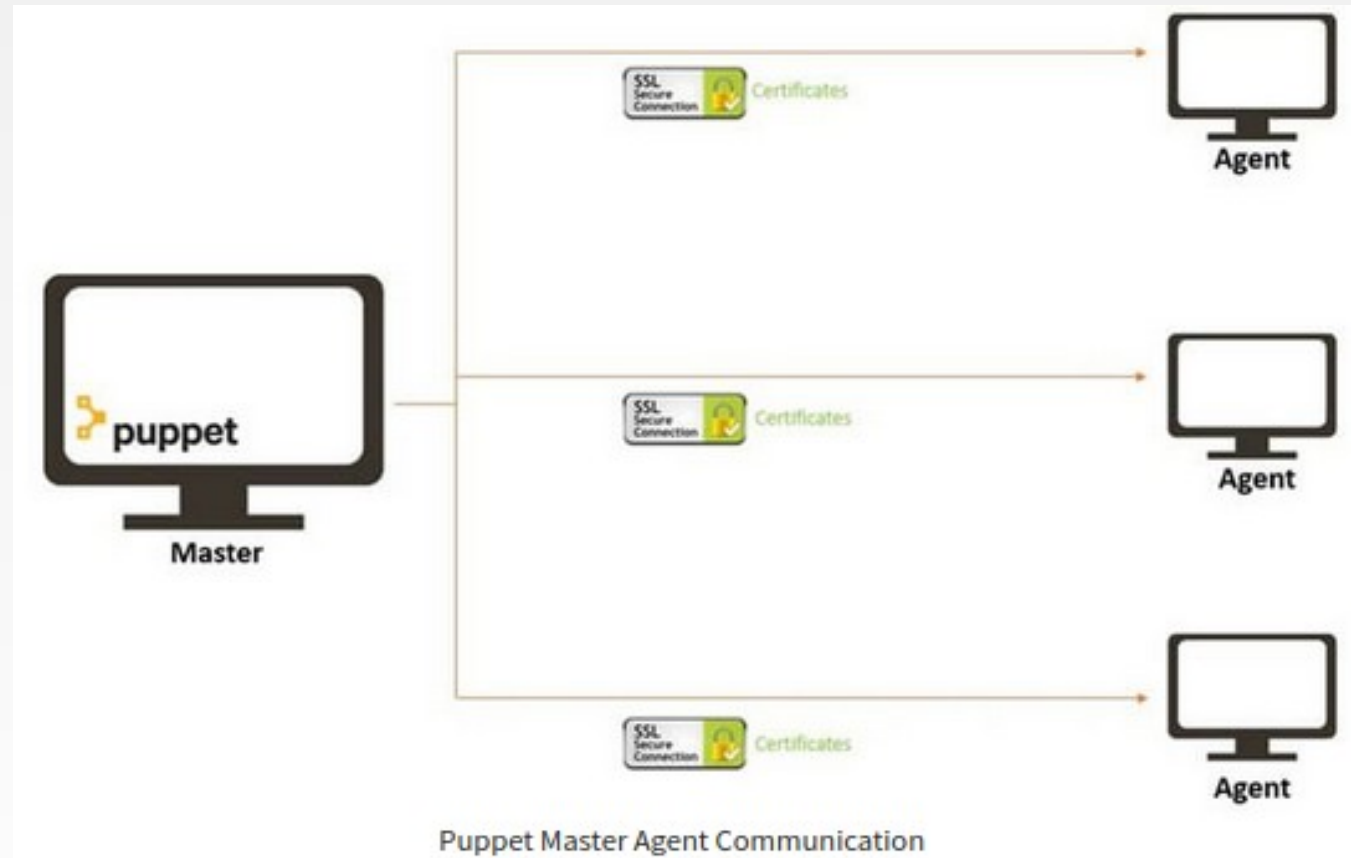 SSL
Secure
Connection
Certificates
Agent
puppet
Master
SSL
Secure
Connection
Certificates
Agent
SSL
Secure
Connection
Certificates
Agent
Puppet Master Agent Communication